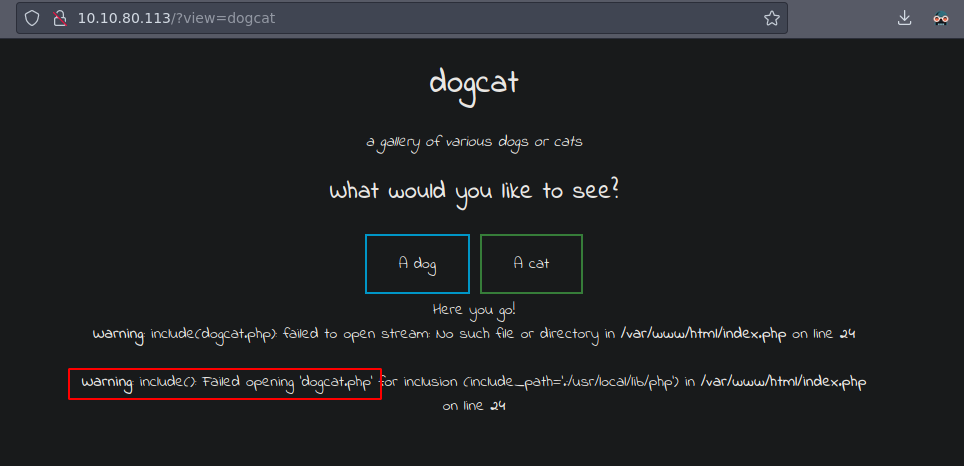 10.10.80.113/?view=dogcat
dogcat
a gallery of various dogs or cats
What would you like to see?
A dog A cat
Here you go!
Warning: include(dogcat.php): failed to open stream: No such file or directory in /var/www/html/index.php on line 24
Warning: include(): Failed opening 'dogcat.php' for inclusion (include_path='.:/usr/local/lib/php') in /var/www/html/index.php
on line 24